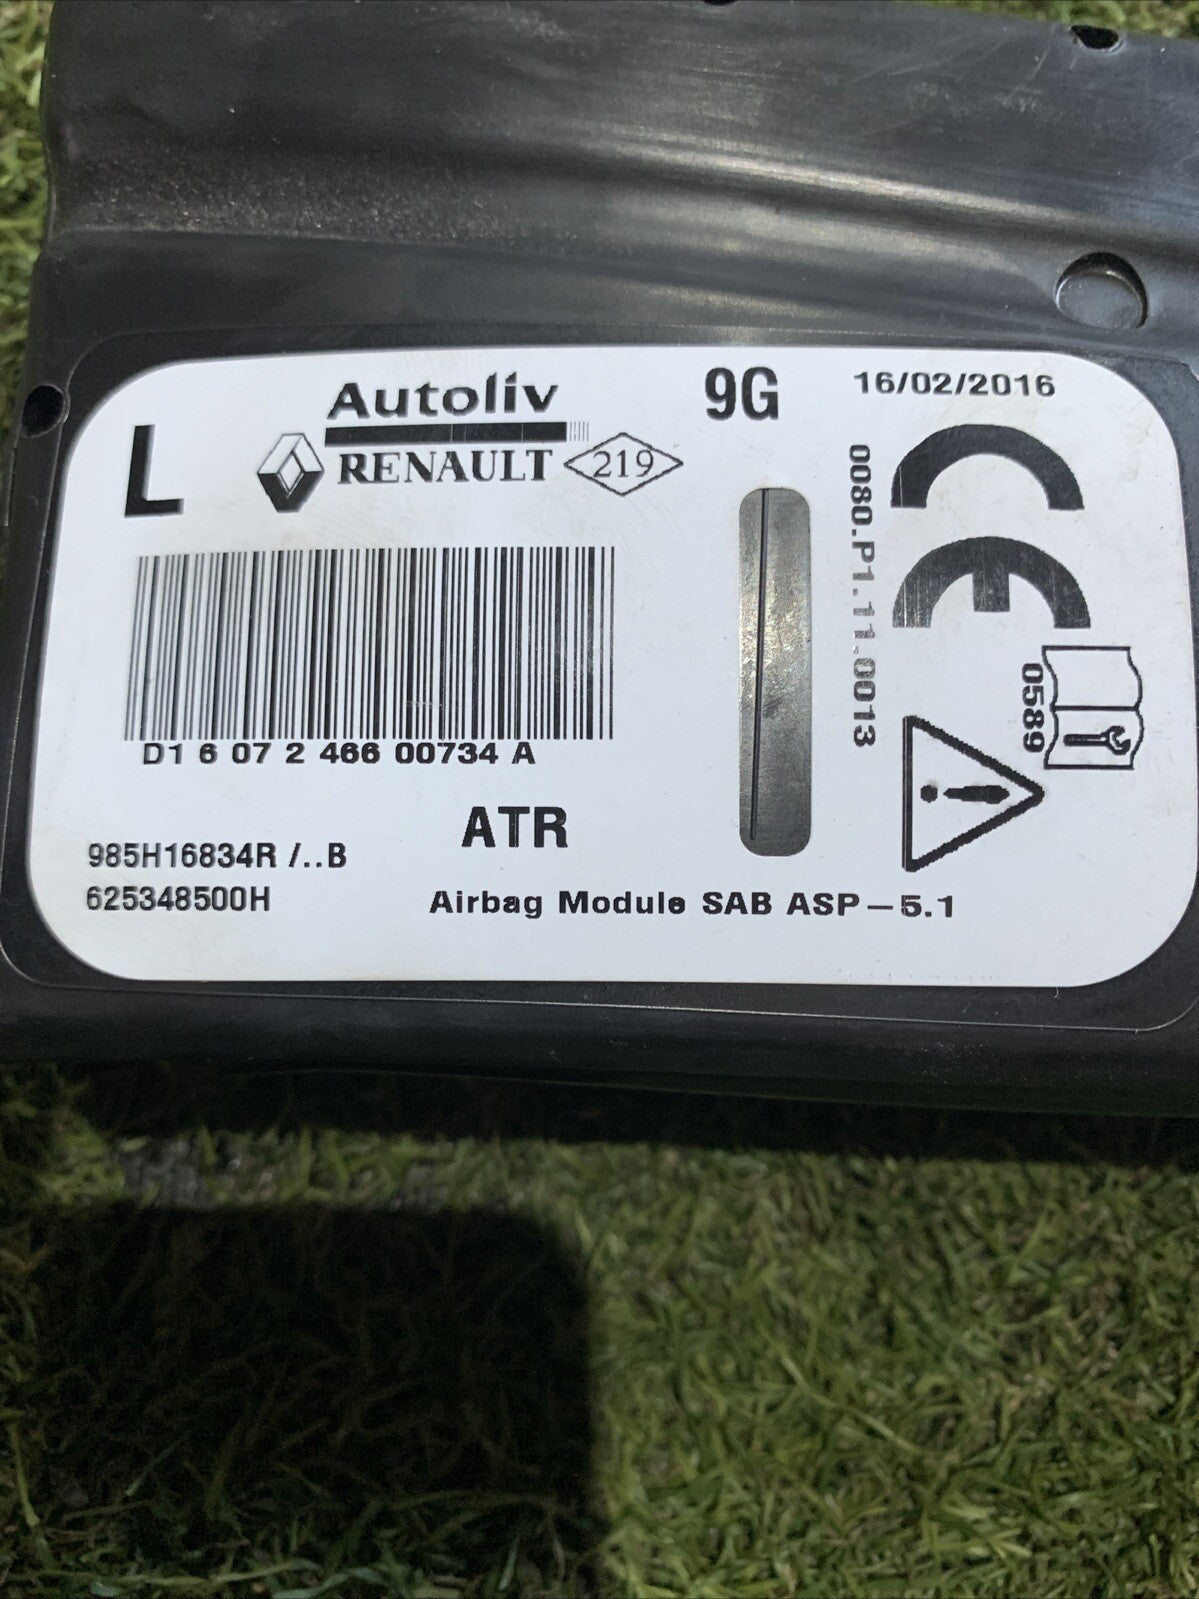 L
Autoliv
RENAULT 219
9G
16/02/2016
CE
0080.P1.11.0013
0589
D1 6 07 2 466 00734 A
ATR
985H16834R /..B
625348500H
Airbag Module SAB ASP-5.1